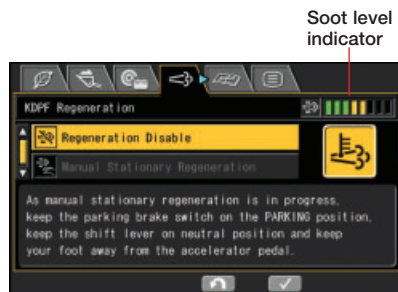 Soot level
indicator
KDPF Regeneration
Regeneration Disable
Manual Stationary Regeneration
As manual stationary regeneration is in progress,
keep the parking brake switch on the PARKING position,
keep the shift lever on neutral position and keep
your foot away from the accelerator pedal.